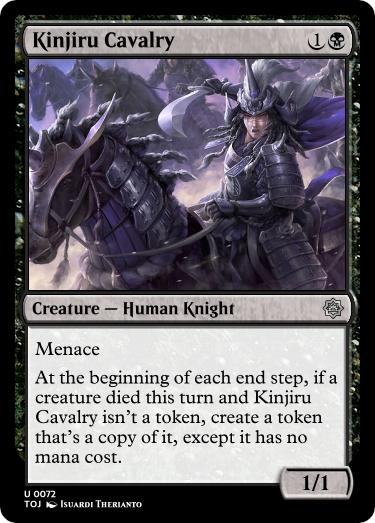 Kinjiru Cavalry 1
Creature — Human Knight
Menace
At the beginning of each end step, if a
creature died this turn and Kinjiru
Cavalry isn't a token, create a token
that's a copy of it, except it has no
mana cost.
1/1
U 0072
TOJ Isuardi Therianto